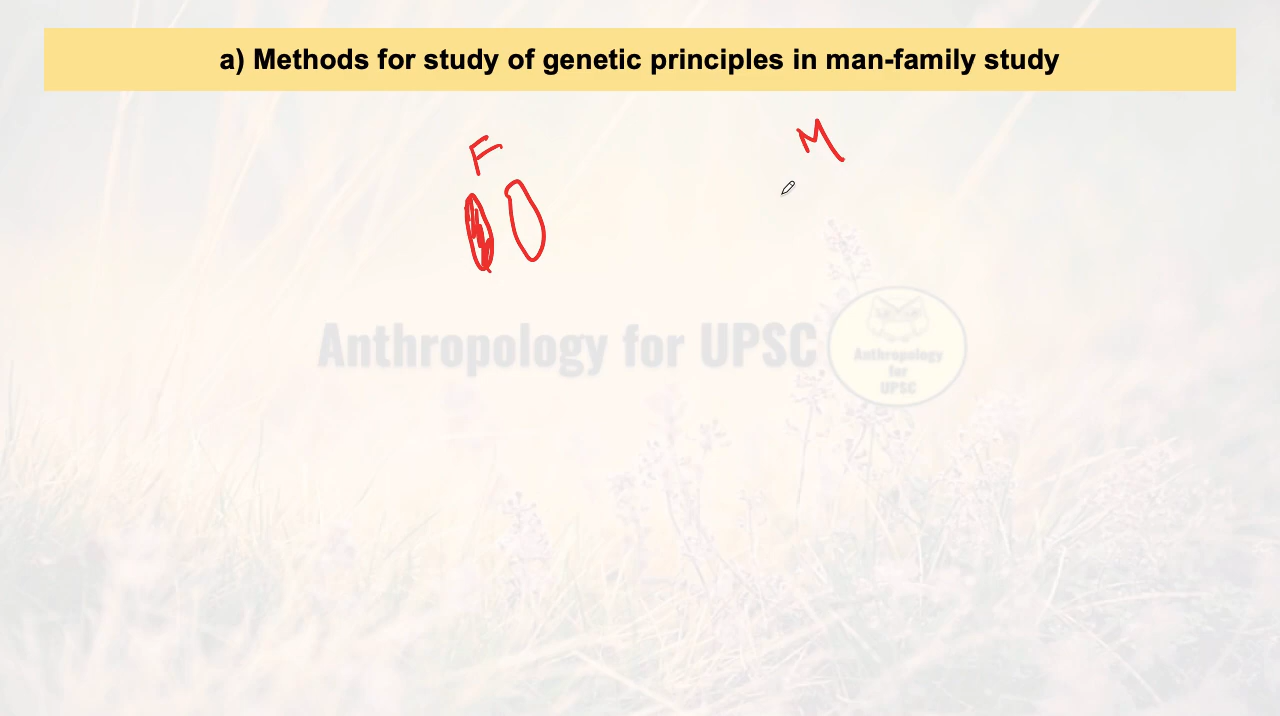 a) Methods for study of genetic principles in man-family study
F
M
Anthropology for UPSC
Anthropology
for
UPSC